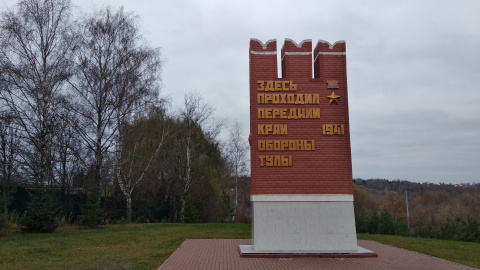 ЗДЕСЬ
ПРОХОДИЛ
ПЕРЕДНИЙ
КРАЙ 1941
ОБОРОНЫ
ТУЛЫ